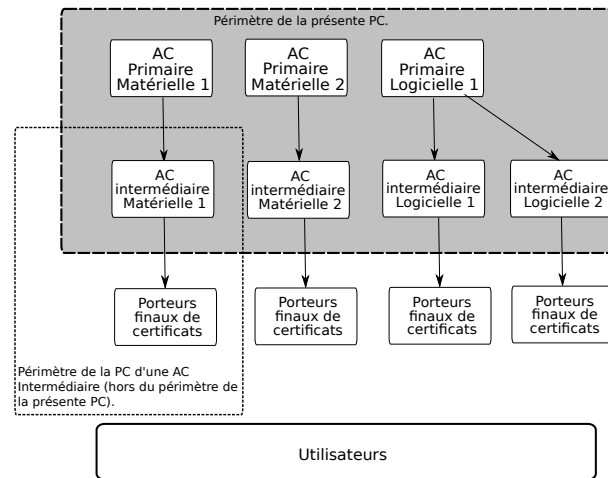 Périmètre de la présente PC.
AC
Primaire
Matérielle 1
AC
Primaire
Matérielle 2
AC
Primaire
Logicielle 1
AC
intermédiaire
Matérielle 1
AC
intermédiaire
Matérielle 2
AC
intermédiaire
Logicielle 1
AC
intermédiaire
Logicielle 2
Porteurs
finaux de
certificats
Porteurs
finaux de
certificats
Porteurs
finaux de
certificats
Porteurs
finaux de
certificats
Périmètre de la PC d'une AC
Intermédiaire (hors du périmètre de
la présente PC).
Utilisateurs